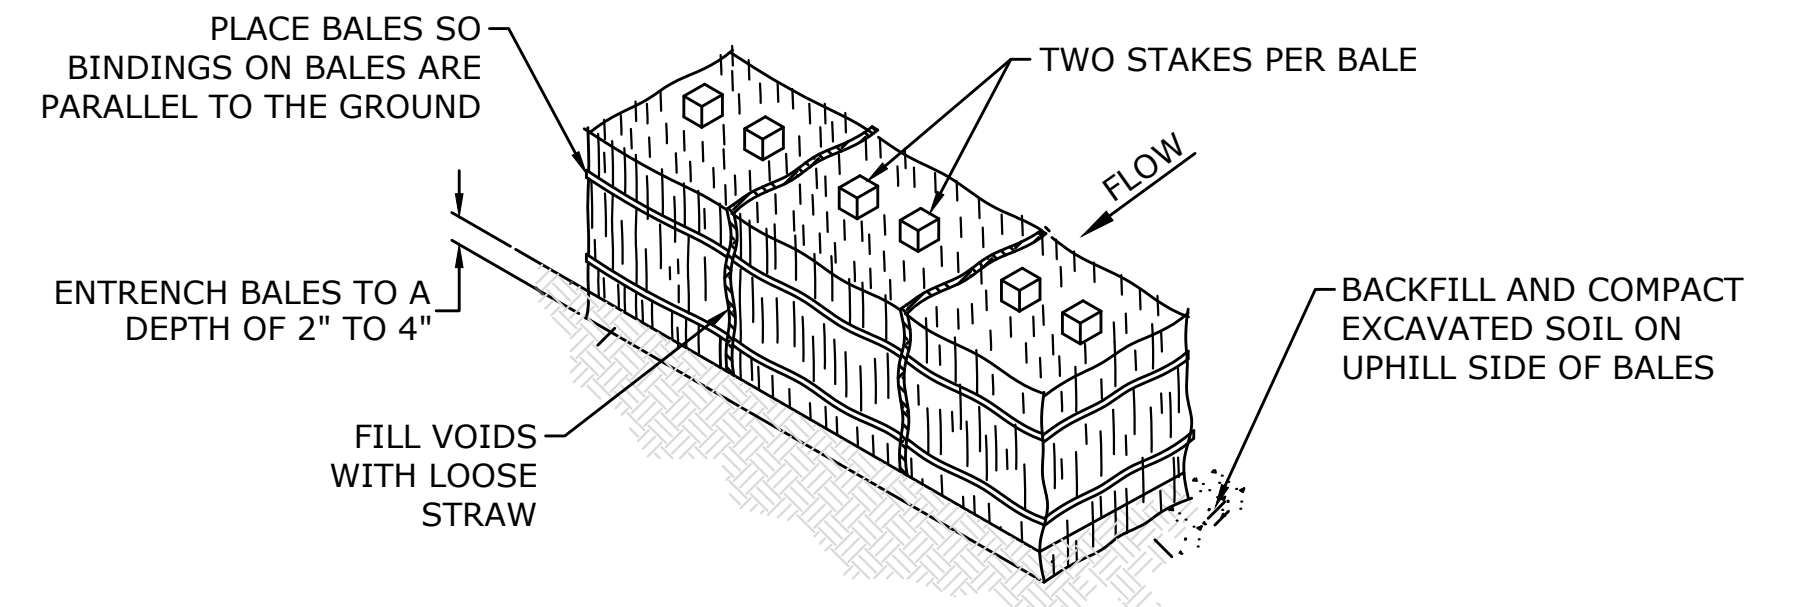 PLACE BALES SO
BINDINGS ON BALES ARE
PARALLEL TO THE GROUND
TWO STAKES PER BALE
FLOW
ENTRENCH BALES TO A
DEPTH OF 2" TO 4"
BACKFILL AND COMPACT
EXCAVATED SOIL ON
UPHILL SIDE OF BALES
FILL VOIDS
WITH LOOSE
STRAW